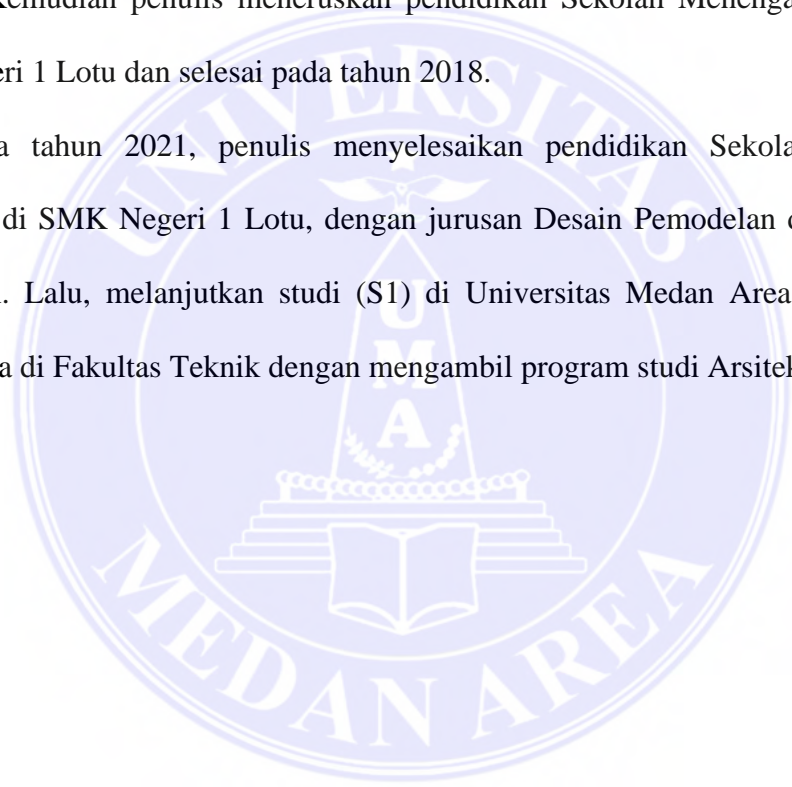 Kemudian penulis meneruskan pendidikan Sekolah Meneng
eri 1 Lotu dan selesai pada tahun 2018.
a tahun 2021, penulis menyelesaikan pendidikan Sekola
di SMK Negeri 1 Lotu, dengan jurusan Desain Pemodelan
. Lalu, melanjutkan studi (S1) di Universitas Medan Area
a di Fakultas Teknik dengan mengambil program studi Arsitek
UNIVERSITAS
UMA
MEDAN AREA